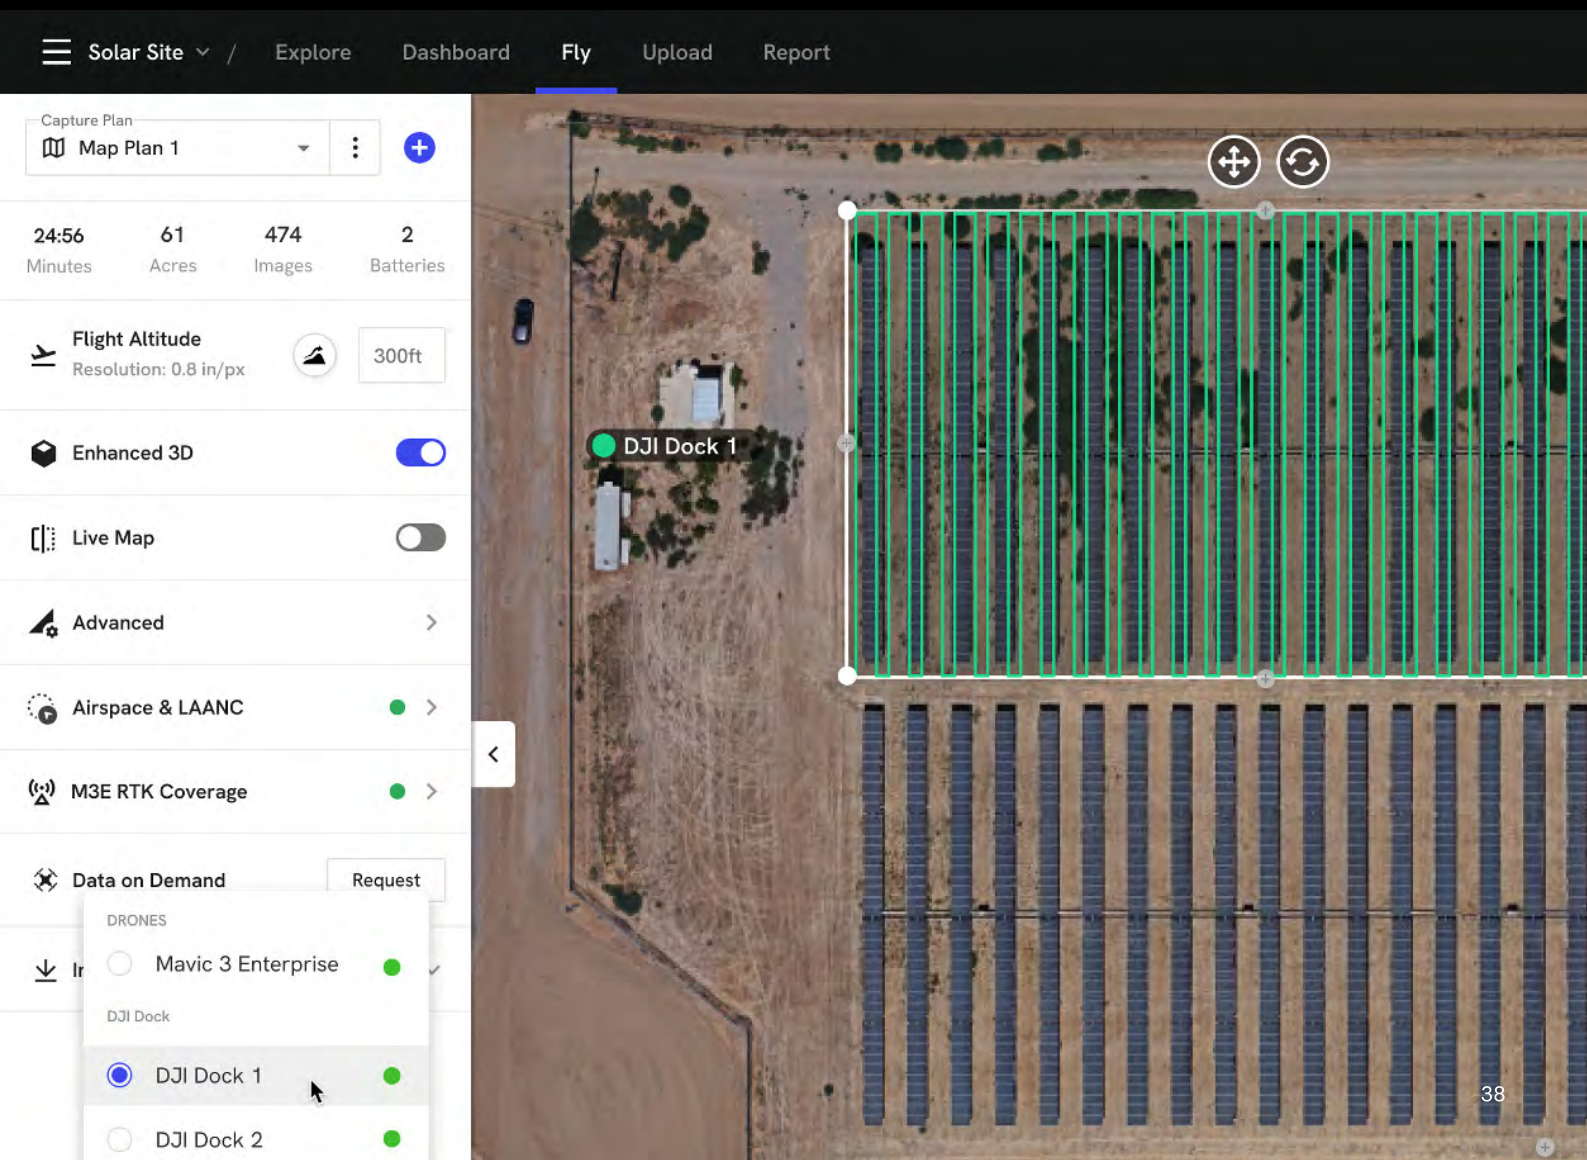 Solar Site / Explore Dashboard Fly Upload Report
Capture Plan
Map Plan 1
24:56 61 474 2
Minutes Acres Images Batteries
Flight Altitude
Resolution: 0.8 in/px
300ft
Enhanced 3D
DJI Dock 1
Live Map
Advanced
Airspace & LAANC
M3E RTK Coverage
Data on Demand Request
DRONES
Mavic 3 Enterprise
DJI Dock
DJI Dock 1
38
DJI Dock 2